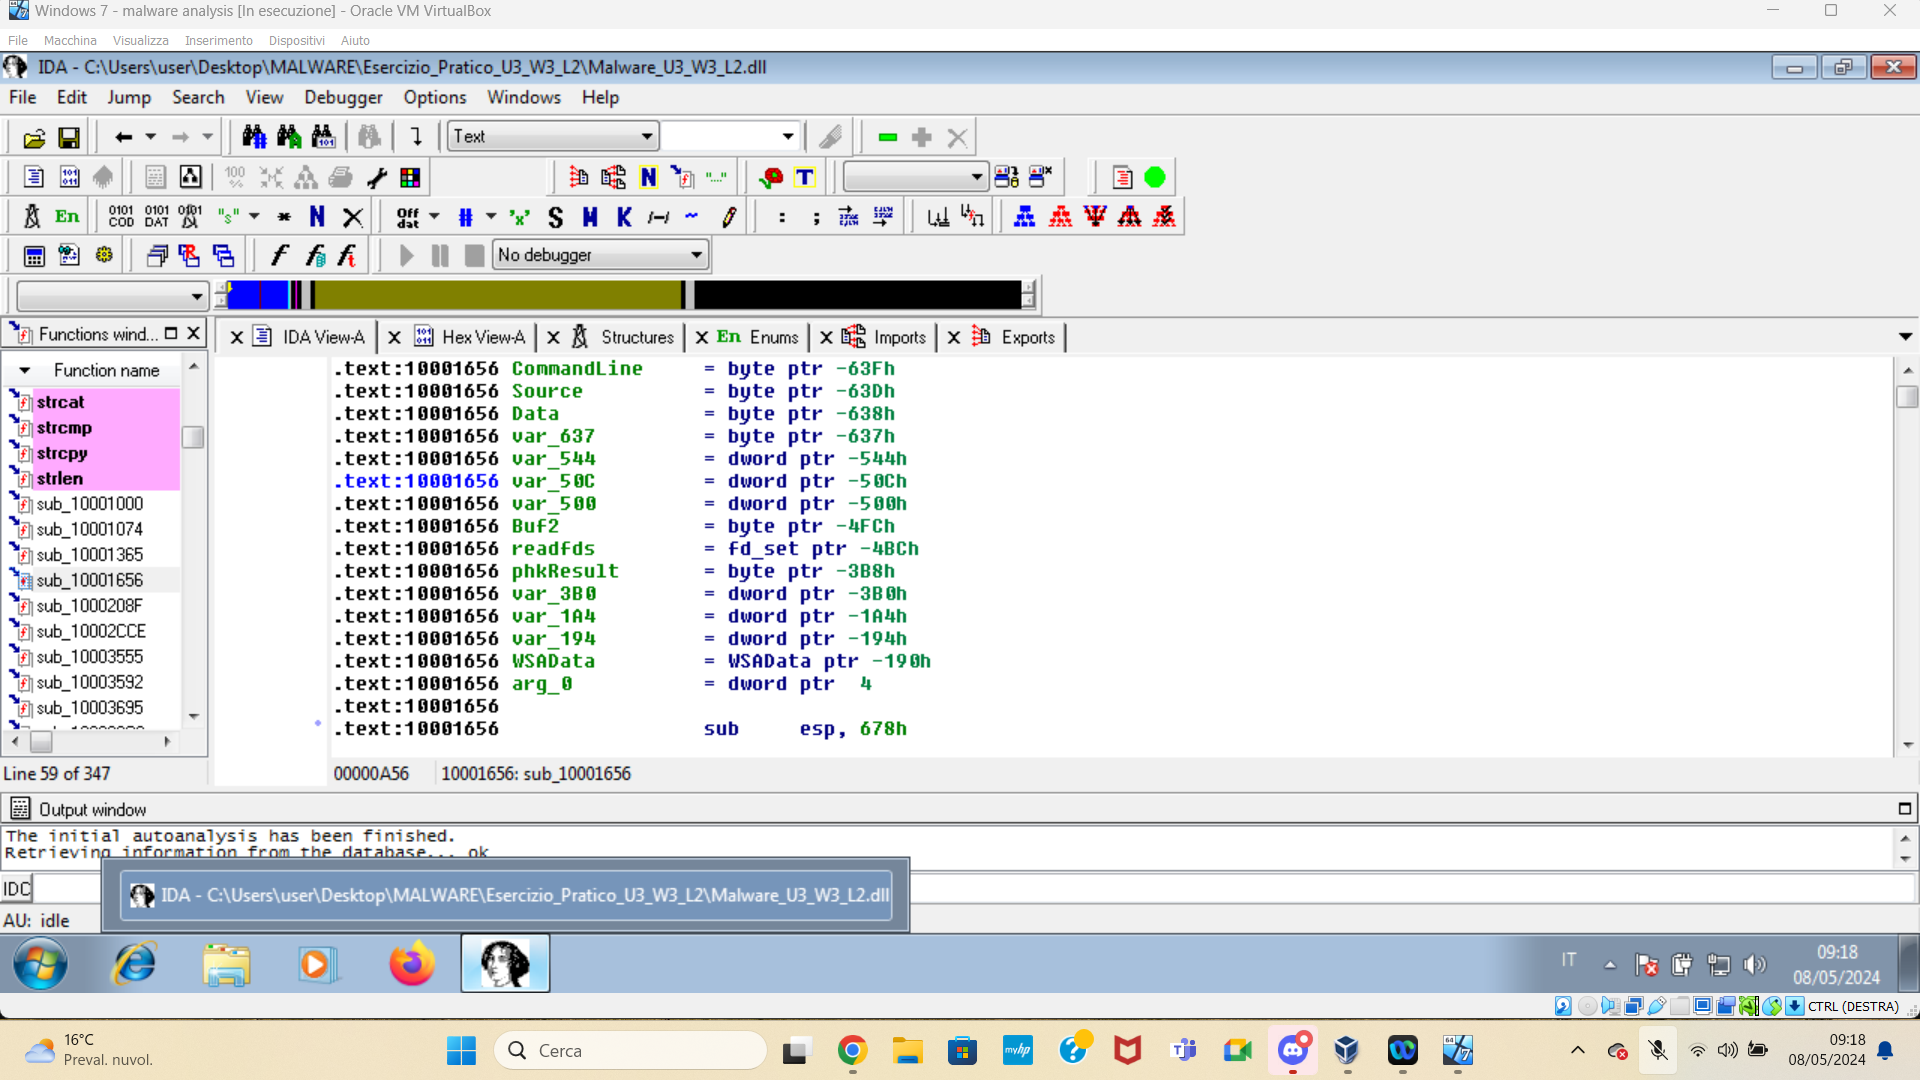 Windows 7 - malware analysis [In esecuzione] - Oracle VM VirtualBox
File Macchina Visualizza Inserimento Dispositivi Aiuto
IDA - C:\Users\user\Desktop\MALWARE\Esercizio_Pratico_U3_W3_L2\Malware_U3_W3_L2.dll
File Edit Jump Search View Debugger Options Windows Help
Text
En
Off dat
No debugger
Functions wind...
IDA View-A Hex View-A Structures En Enums Imports Exports
Function name
strcat
strcmp
strcpy
strlen
sub_10001000
sub_10001074
sub_10001365
sub_10001656
sub_1000208F
sub_10002CCE
sub_10003555
sub_10003592
sub_10003695
Line 59 of 347
.text:10001656 CommandLine = byte ptr -63Fh
.text:10001656 Source = byte ptr -63Dh
.text:10001656 Data = byte ptr -638h
.text:10001656 var_637 = byte ptr -637h
.text:10001656 var_544 = dword ptr -544h
.text:10001656 var_50C = dword ptr -50Ch
.text:10001656 var_500 = dword ptr -500h
.text:10001656 Buf2 = byte ptr -4FCh
.text:10001656 readfds = fd_set ptr -4BCh
.text:10001656 phkResult = byte ptr -3B8h
.text:10001656 var_3B0 = dword ptr -3B0h
.text:10001656 var_1A4 = dword ptr -1A4h
.text:10001656 var_194 = dword ptr -194h
.text:10001656 WSAData = WSAData ptr -190h
.text:10001656 arg_0 = dword ptr 4
.text:10001656
.text:10001656 sub esp, 678h
00000A56 10001656: sub_10001656
Output window
The initial autoanalysis has been finished.
Retrieving information from the database... ok
IDC
IDA - C:\Users\user\Desktop\MALWARE\Esercizio_Pratico_U3_W3_L2\Malware_U3_W3_L2.dll
AU: idle
IT
09:18
08/05/2024
CTRL (DESTRA)
16°C
Preval. nuvol.
Cerca
09:18
08/05/2024